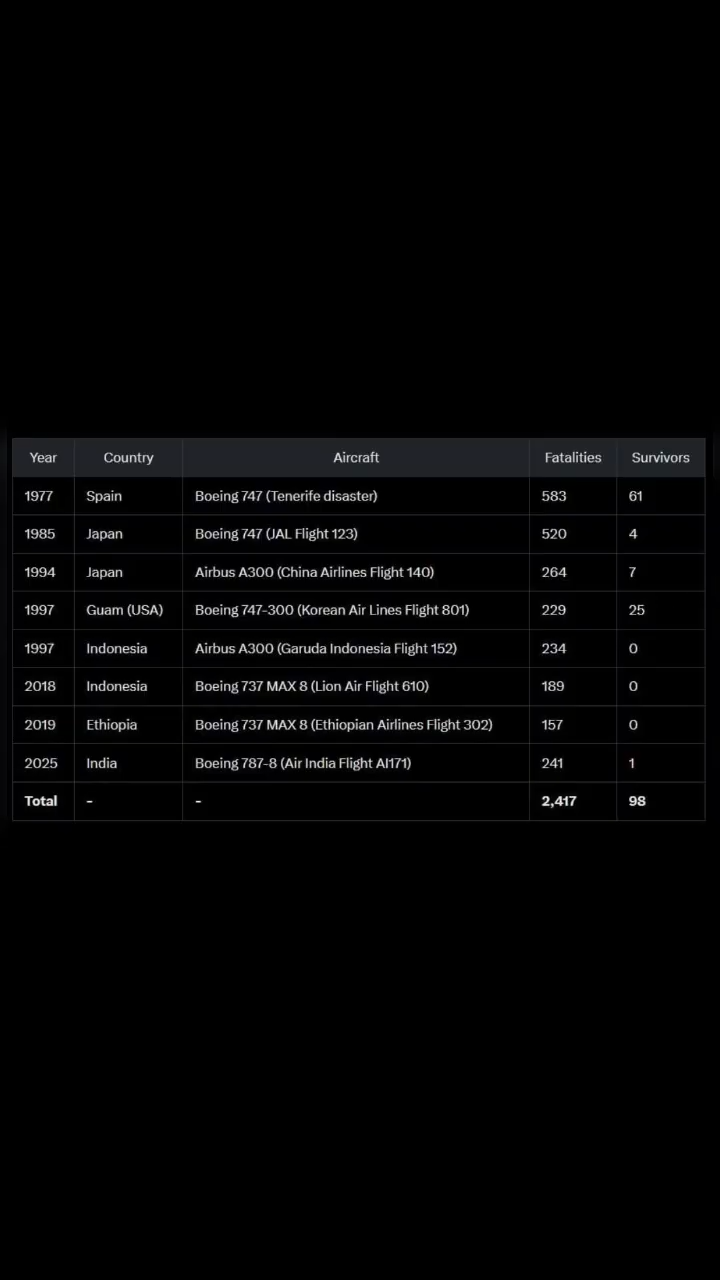 Year Country Aircraft Fatalities Survivors
1977 Spain Boeing 747 (Tenerife disaster) 583 61
1985 Japan Boeing 747 (JAL Flight 123) 520 4
1994 Japan Airbus A300 (China Airlines Flight 140) 264 7
1997 Guam (USA) Boeing 747-300 (Korean Air Lines Flight 801) 229 25
1997 Indonesia Airbus A300 (Garuda Indonesia Flight 152) 234 0
2018 Indonesia Boeing 737 MAX 8 (Lion Air Flight 610) 189 0
2019 Ethiopia Boeing 737 MAX 8 (Ethiopian Airlines Flight 302) 157 0
2025 India Boeing 787-8 (Air India Flight AI171) 241 1
Total - - 2,417 98